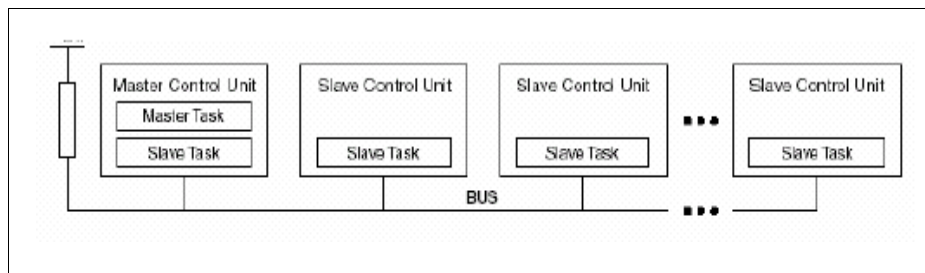 Master Control Unit
Master Task
Slave Task
Slave Control Unit
Slave Task
Slave Control Unit
Slave Task
Slave Control Unit
Slave Task
BUS